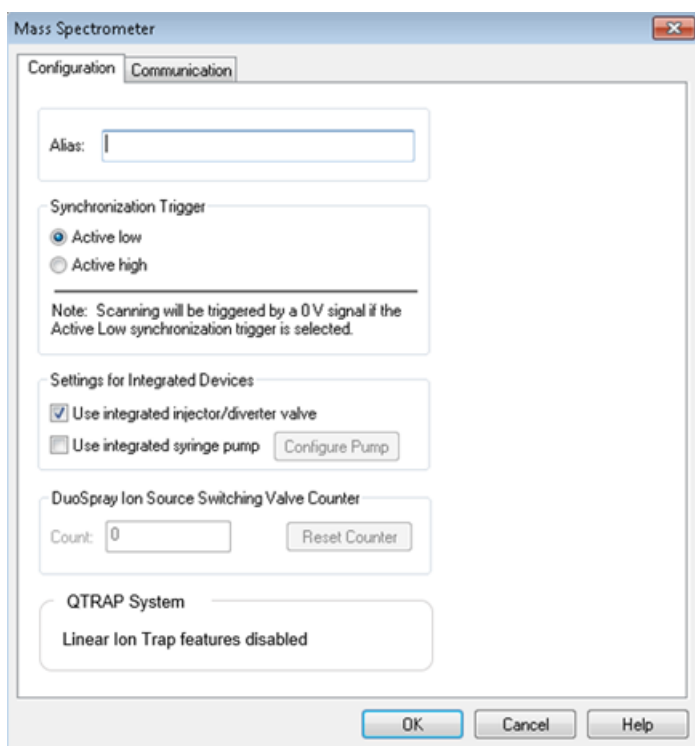 Mass Spectrometer
Configuration
Communication
Alias:
Synchronization Trigger
Active low
Active high
Note: Scanning will be triggered by a 0 V signal if the
Active Low synchronization trigger is selected.
Settings for Integrated Devices
Use integrated injector/diverter valve
Use integrated syringe pump
Configure Pump
DuoSpray Ion Source Switching Valve Counter
Count: 0
Reset Counter
QTRAP System
Linear Ion Trap features disabled
OK
Cancel
Help